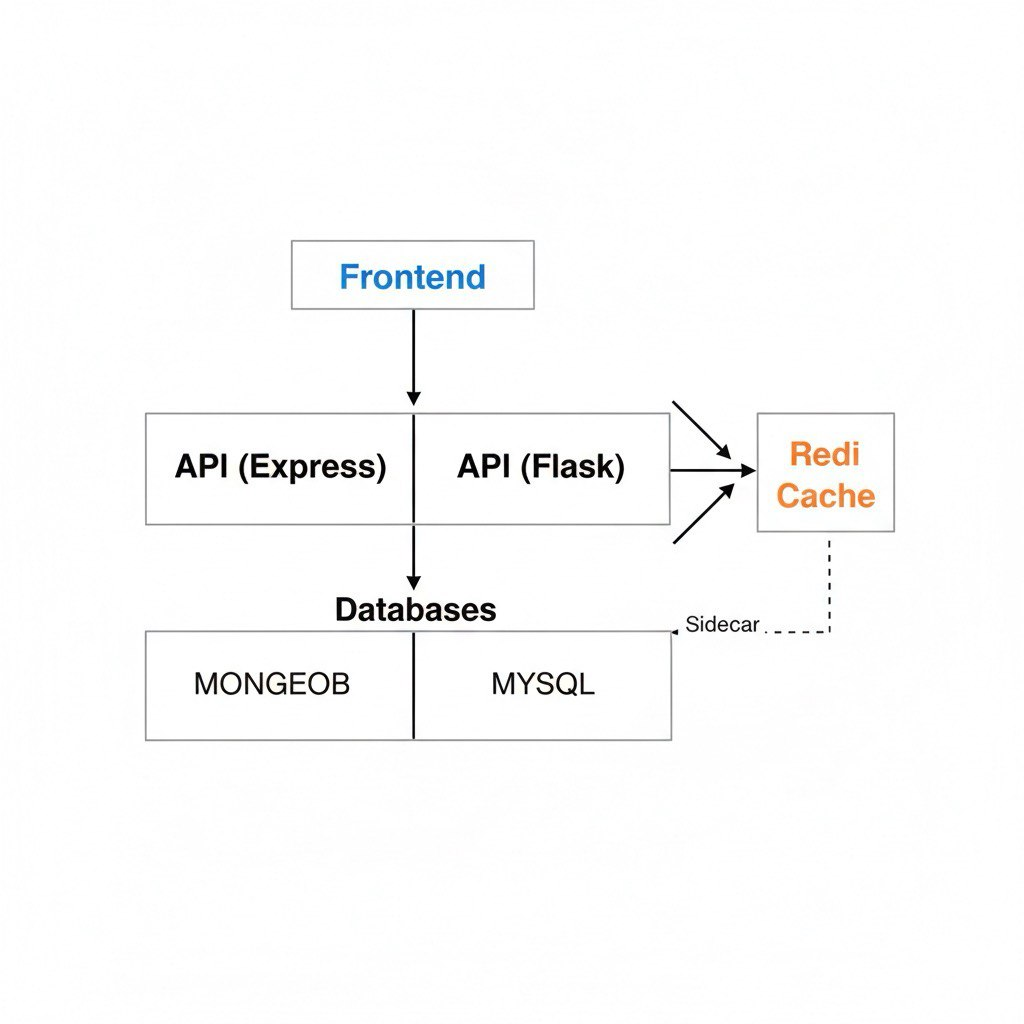 Frontend
API (Express)
API (Flask)
Redi
Cache
Databases
Sidecar
MONGEOB
MYSQL